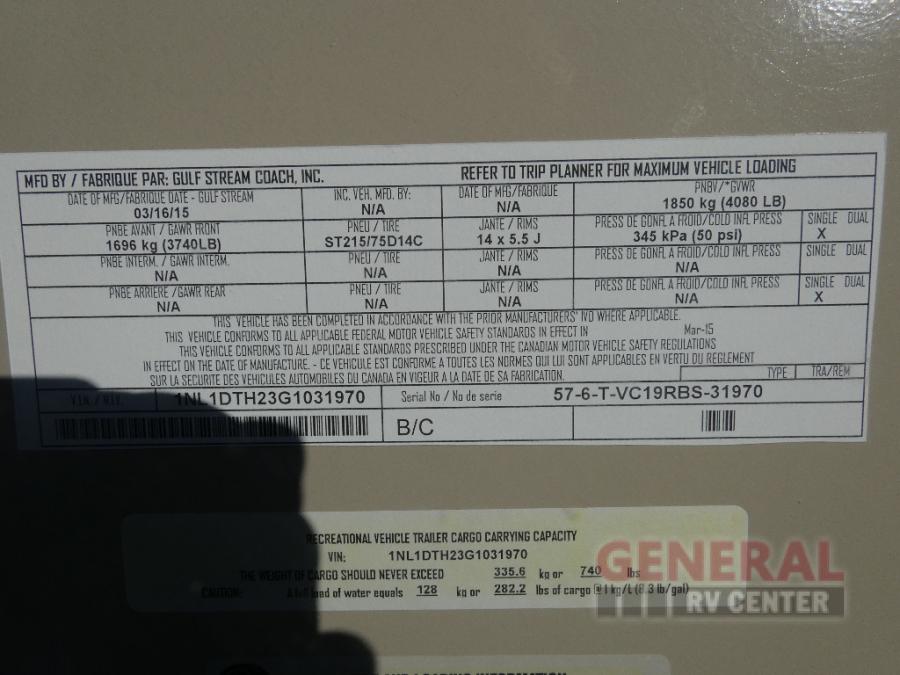 MFD BY / FABRIQUE PAR: GULF STREAM COACH, INC. REFER TO TRIP PLANNER FOR MAXIMUM VEHICLE LOADING
DATE OF MFG/FABRIQUE DATE - GULF STREAM INC. VEH. MFD. BY: DATE OF MFG/FABRIQUE PNBV/*GVWR
03/16/15 N/A N/A 1850 kg (4080 LB)
PNBE AVANT / GAWR FRONT PNEU / TIRE JANTE / RIMS PRESS DE GONFL A FROID/COLD INFL PRESS SINGLE DUAL
1696 kg (3740LB) ST215/75D14C 14 x 5.5 J 345 kPa (50 psi) X
PNBE INTERM. / GAWR INTERM. PNEU / TIRE JANTE / RIMS PRESS DE GONFL A FROID/COLD INFL PRESS SINGLE DUAL
N/A N/A N/A N/A
PNBE ARRIERE /GAWR REAR PNEU / TIRE JANTE / RIMS PRESS DE GONFL A FROID/COLD INFL PRESS SINGLE DUAL
N/A N/A N/A N/A X
THIS VEHICLE HAS BEEN COMPLETED IN ACCORDANCE WITH THE PRIOR MANUFACTURERS' IVD WHERE APPLICABLE.
THIS VEHICLE CONFORMS TO ALL APPLICABLE FEDERAL MOTOR VEHICLE SAFETY STANDARDS IN EFFECT IN Mar-15
THIS VEHICLE CONFORMS TO ALL APPLICABLE STANDARDS PRESCRIBED UNDER THE CANADIAN MOTOR VEHICLE SAFETY REGULATIONS
IN EFFECT ON THE DATE OF MANUFACTURE. - CE VEHICULE EST CONFORME A TOUTES LES NORMES QUI LUI SONT APPLICABLES EN VERTU DU REGLEMENT
SUR LA SECURITE DES VEHICULES AUTOMOBILES DU CANADA EN VIGEUR A LA DATE DE SA FABRICATION. TYPE TRA/REM
V.I.N. / N.I.V. 1NL1DTH23G1031970 Serial No / No de serie 57-6-T-VC19RBS-31970
B/C
RECREATIONAL VEHICLE TRAILER CARGO CARRYING CAPACITY
VIN: 1NL1DTH23G1031970
THE WEIGHT OF CARGO SHOULD NEVER EXCEED 335.6 kg or 740 lbs
CAUTION: A full load of water equals 128 kg or 282.2 lbs of cargo @ 1 kg/L (8.3 lb/gal)
GENERAL
RV CENTER